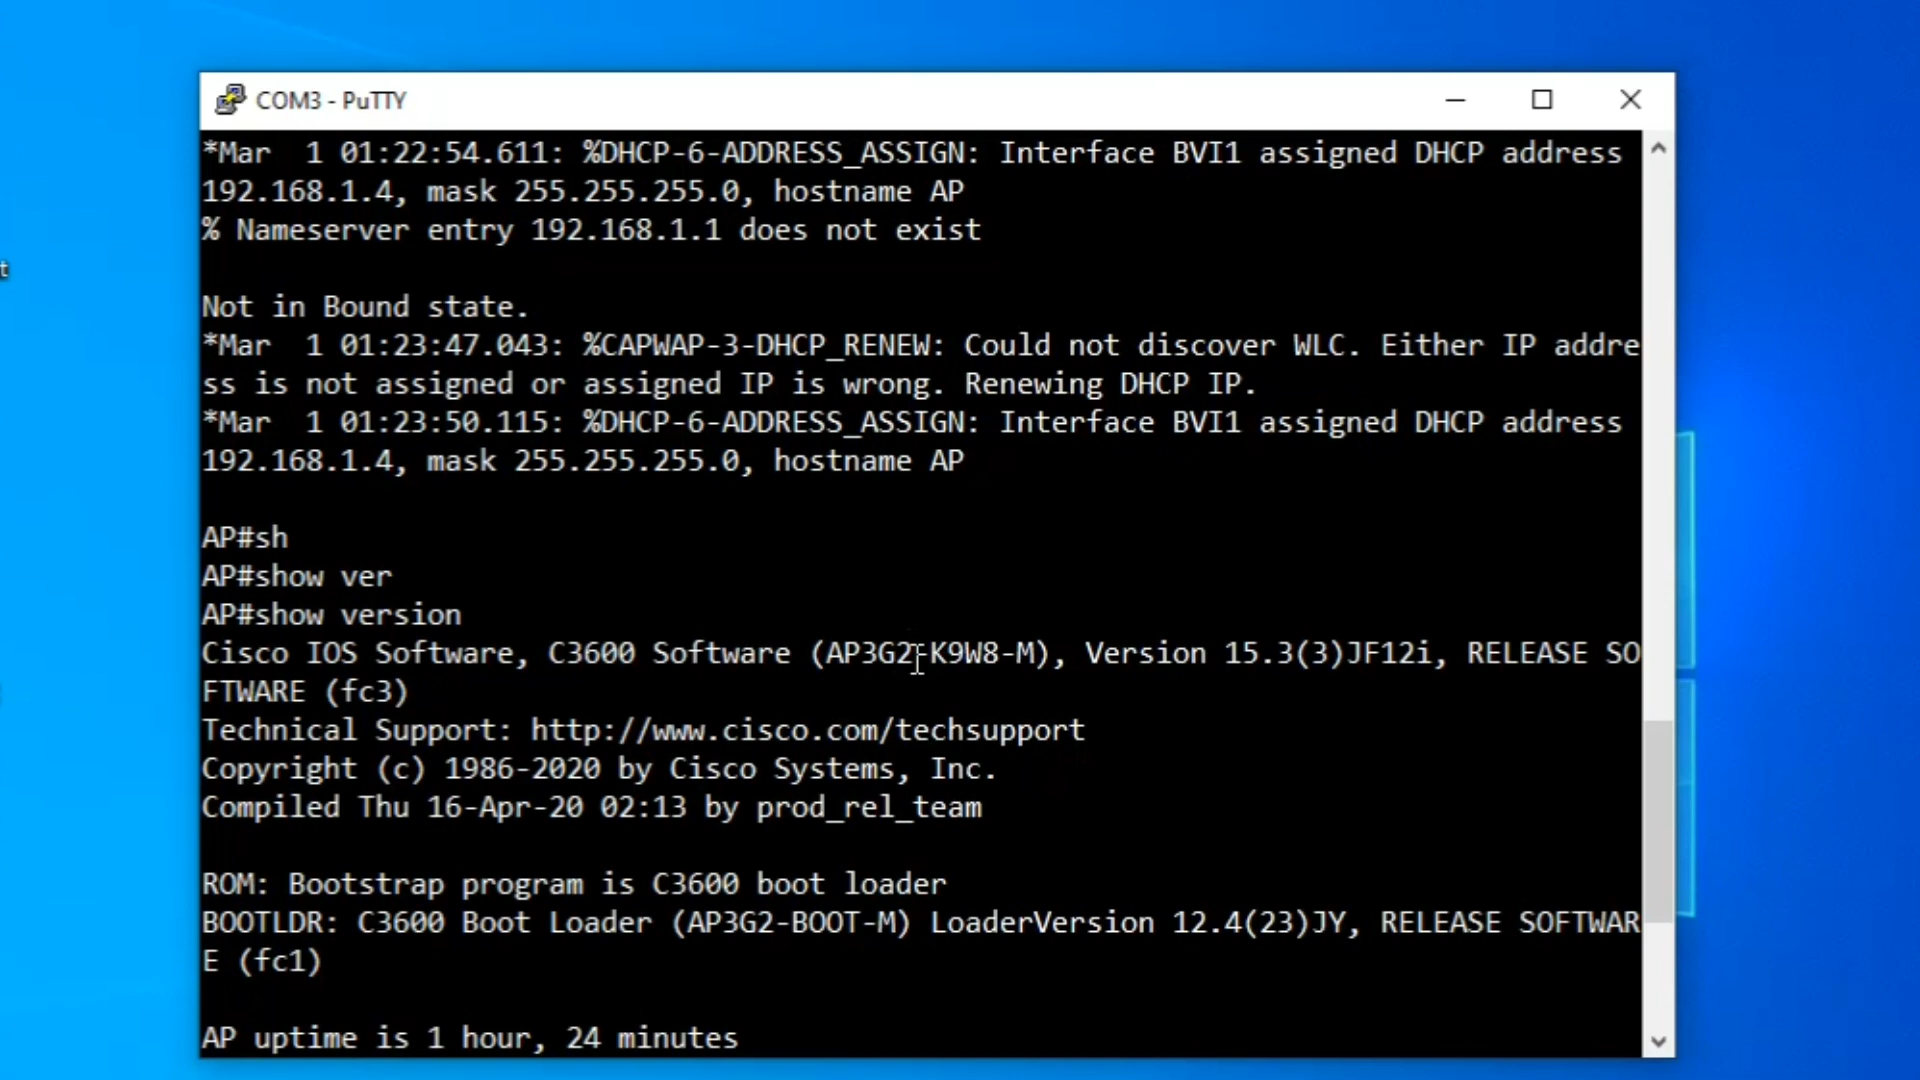 COM3 - PuTTY
*Mar  1 01:22:54.611: %DHCP-6-ADDRESS_ASSIGN: Interface BVI1 assigned DHCP address
192.168.1.4, mask 255.255.255.0, hostname AP
% Nameserver entry 192.168.1.1 does not exist
Not in Bound state.
*Mar  1 01:23:47.043: %CAPWAP-3-DHCP_RENEW: Could not discover WLC. Either IP addre
ss is not assigned or assigned IP is wrong. Renewing DHCP IP.
*Mar  1 01:23:50.115: %DHCP-6-ADDRESS_ASSIGN: Interface BVI1 assigned DHCP address
192.168.1.4, mask 255.255.255.0, hostname AP
AP#sh
AP#show ver
AP#show version
Cisco IOS Software, C3600 Software (AP3G2-K9W8-M), Version 15.3(3)JF12i, RELEASE SO
FTWARE (fc3)
Technical Support: http://www.cisco.com/techsupport
Copyright (c) 1986-2020 by Cisco Systems, Inc.
Compiled Thu 16-Apr-20 02:13 by prod_rel_team
ROM: Bootstrap program is C3600 boot loader
BOOTLDR: C3600 Boot Loader (AP3G2-BOOT-M) LoaderVersion 12.4(23)JY, RELEASE SOFTWAR
E (fc1)
AP uptime is 1 hour, 24 minutes